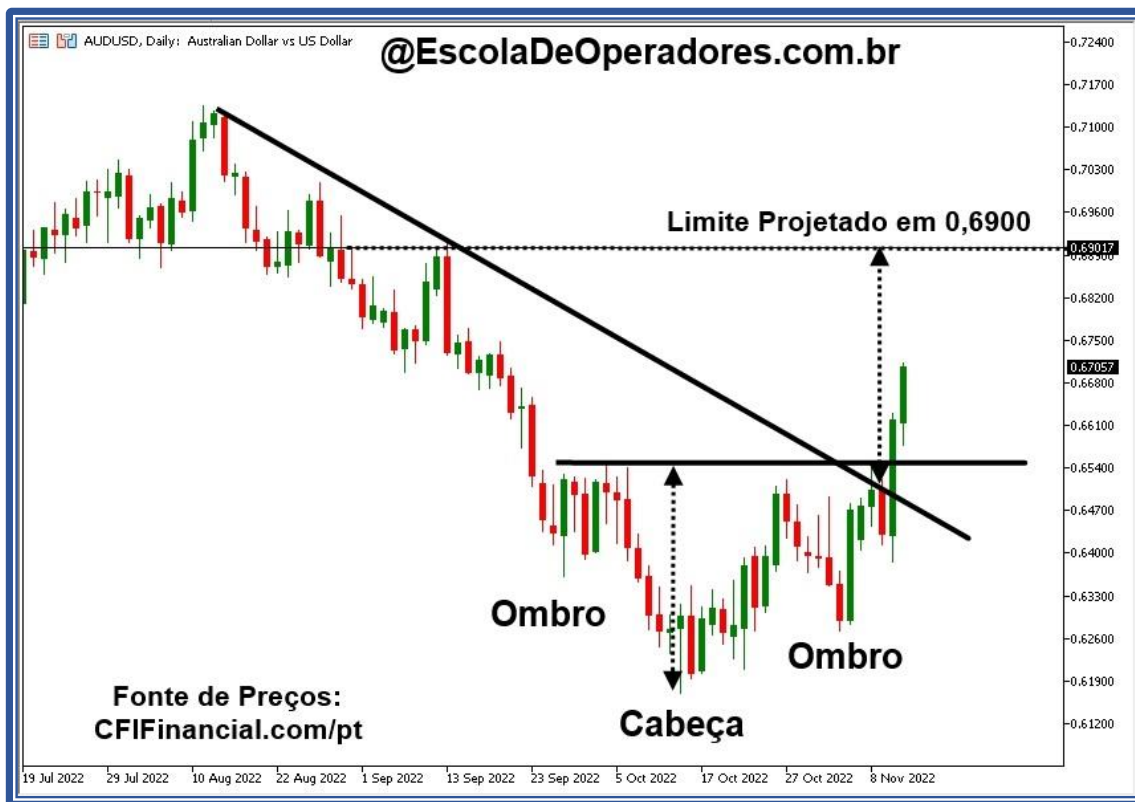 AUDUSD, Daily: Australian Dollar vs US Dollar
@EscolaDeOperadores.com.br
0.72400
0.71700
0.71000
0.70300
0.69600
Limite Projetado em 0,6900
0.69017
0.68900
0.68200
0.67500
0.67057
0.66800
0.66100
0.65400
0.64700
0.64000
0.63300
Ombro
0.62600
Ombro
0.61900
Fonte de Preços:
CFIFinancial.com/pt
Cabeça
0.61200
19 Jul 2022 29 Jul 2022 10 Aug 2022 22 Aug 2022 1 Sep 2022 13 Sep 2022 23 Sep 2022 5 Oct 2022 17 Oct 2022 27 Oct 2022 8 Nov 2022